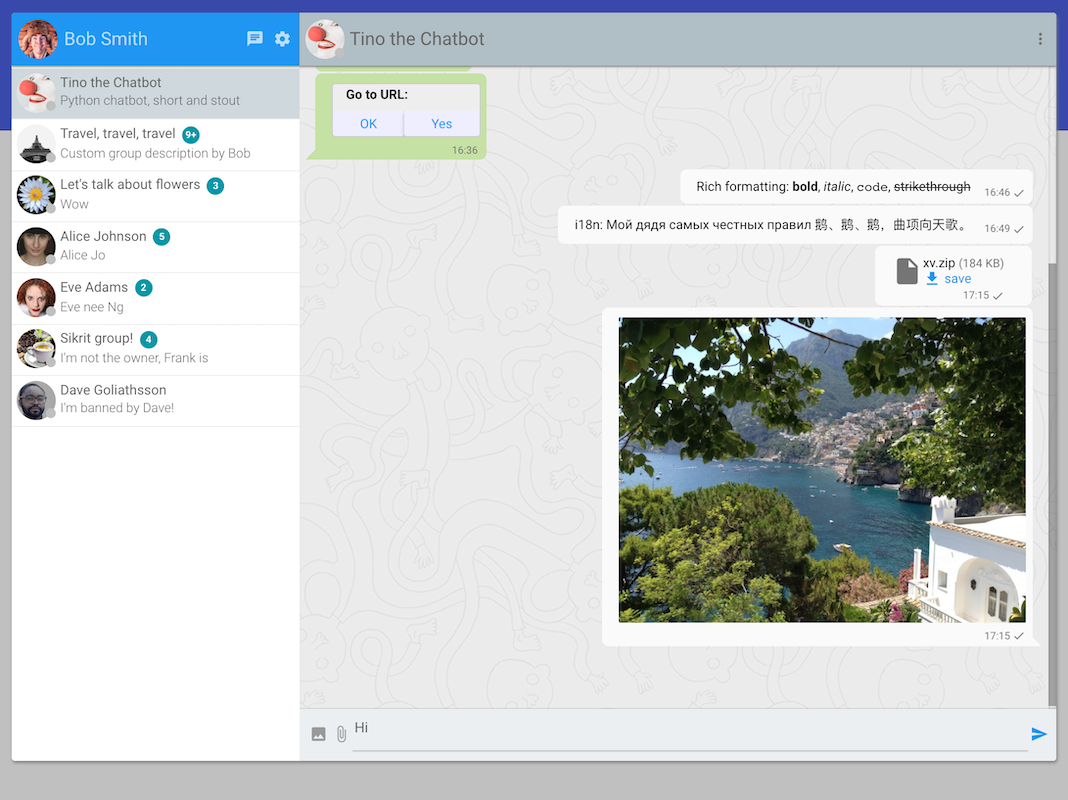 Bob Smith
Tino the Chatbot
Python chatbot, short and stout
Travel, travel, travel 9+
Custom group description by Bob
Let's talk about flowers 3
Wow
Alice Johnson 5
Alice Jo
Eve Adams 2
Eve nee Ng
Sikrit group! 4
I'm not the owner, Frank is
Dave Goliathsson
I'm banned by Dave!
Tino the Chatbot
Go to URL:
OK Yes
16:36
Rich formatting: bold, italic, code, strikethrough 16:46
i18n: Мой дядя самых честных правил 鹅、鹅、鹅，曲项向天歌。 16:49
xv.zip (184 KB)
save
17:15
17:15
Hi